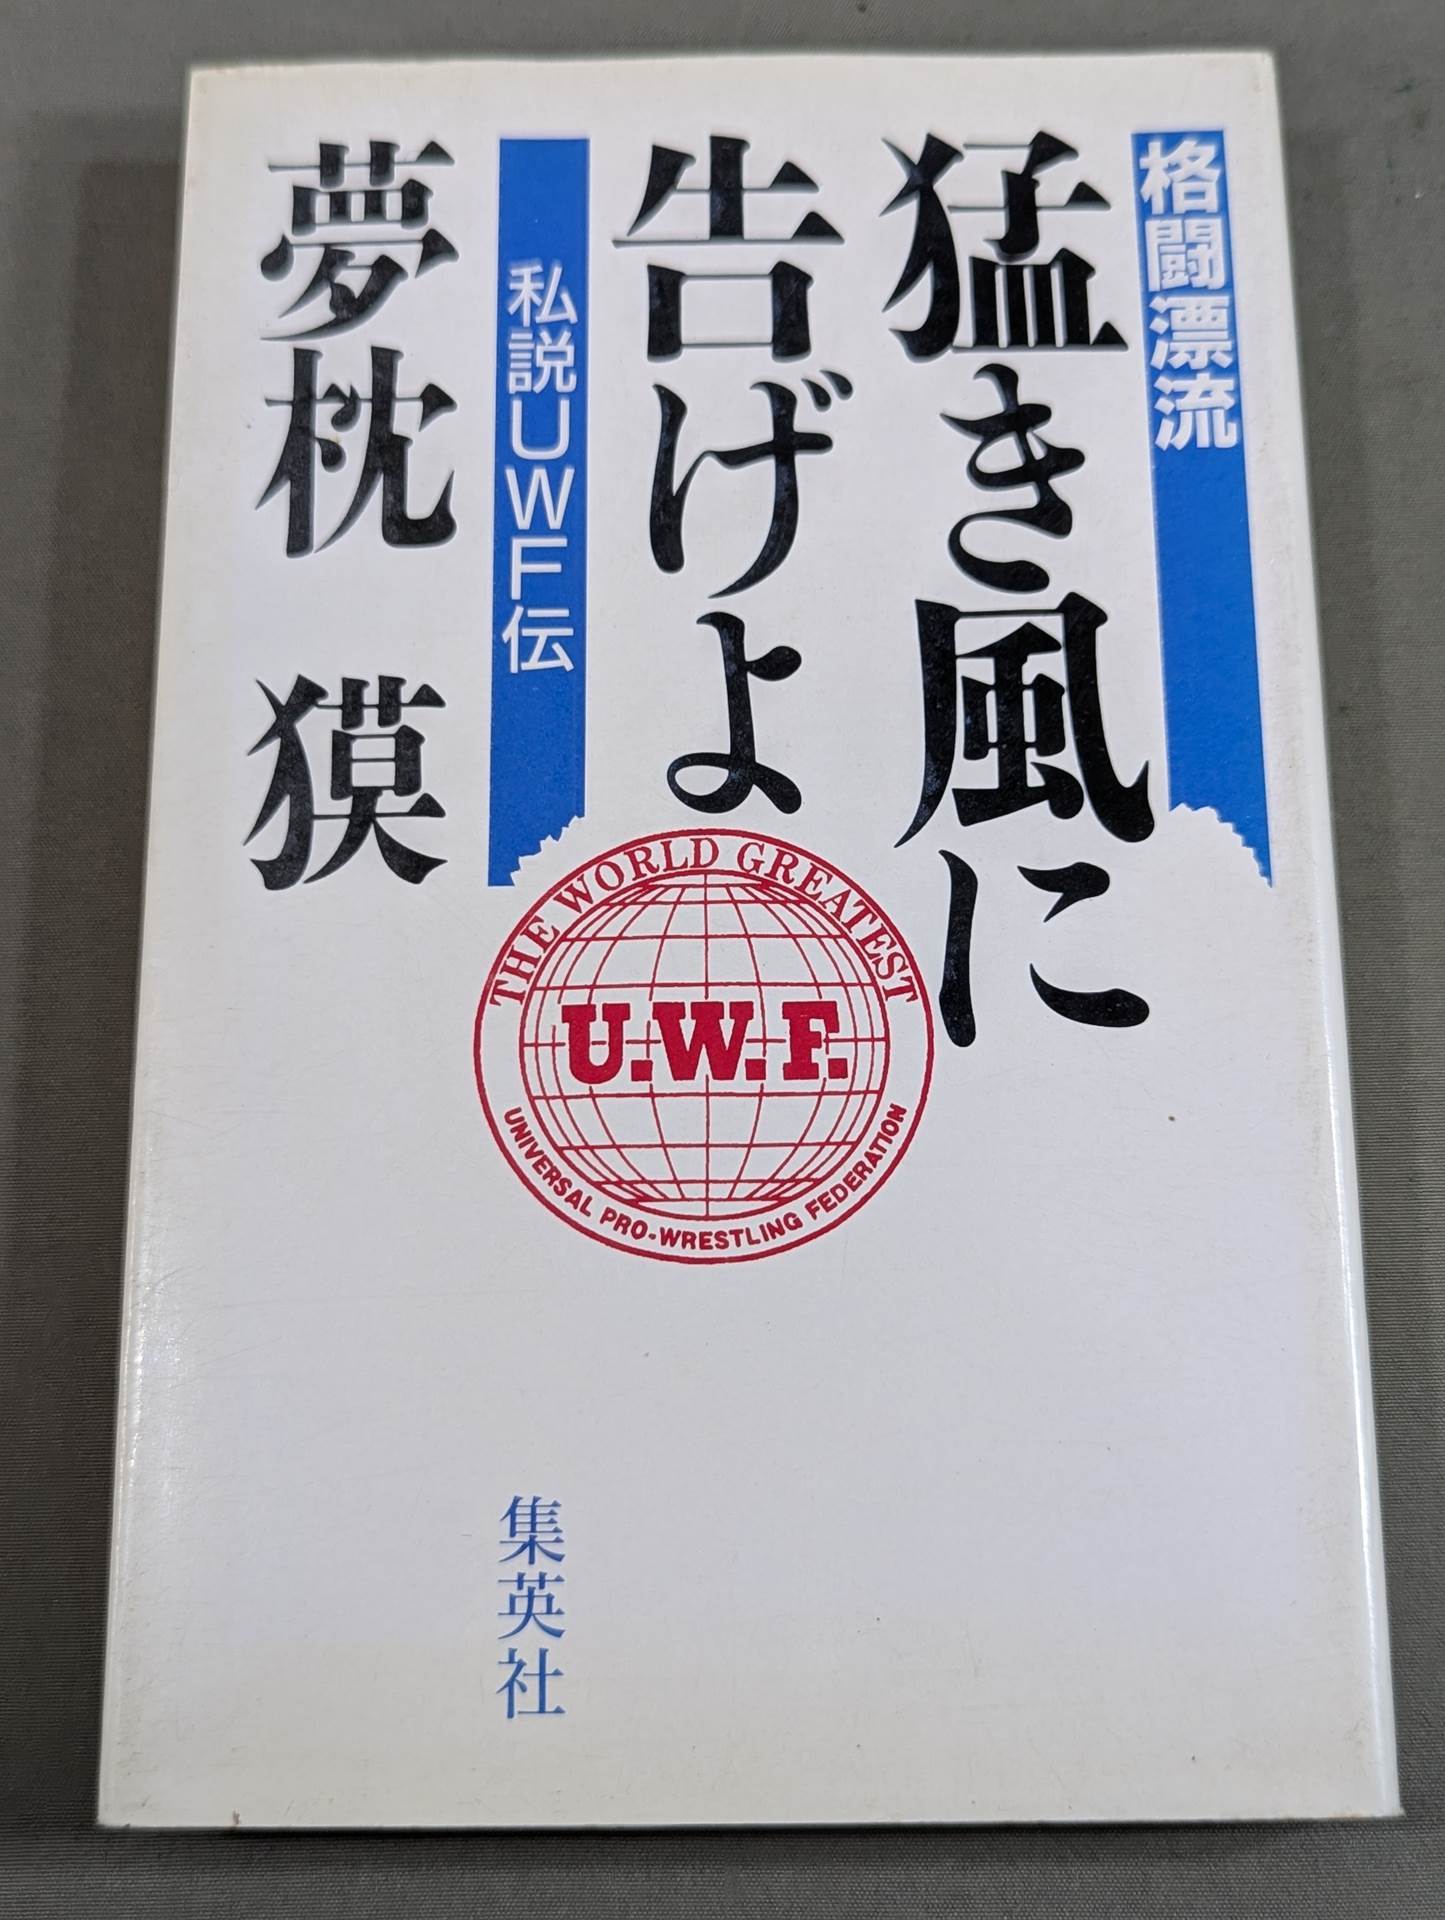 格闘漂流
猛き風に
告げよ
私説UWF伝
夢枕 獏
THE WORLD GREATEST
U.W.F.
UNIVERSAL PRO-WRESTLING FEDERATION
集英社